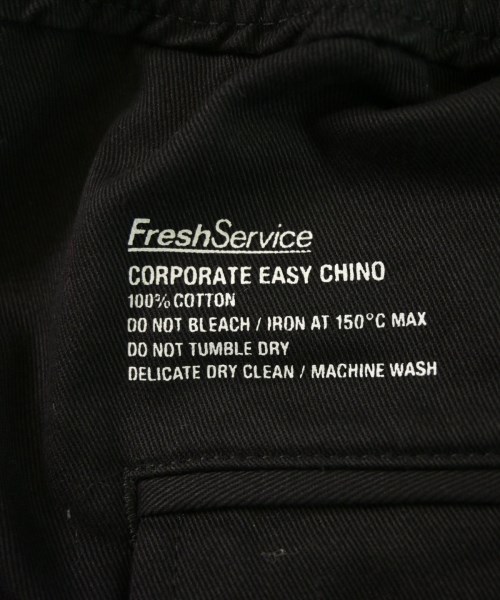 FreshService
CORPORATE EASY CHINO
100% COTTON
DO NOT BLEACH / IRON AT 150°C MAX
DO NOT TUMBLE DRY
DELICATE DRY CLEAN / MACHINE WASH